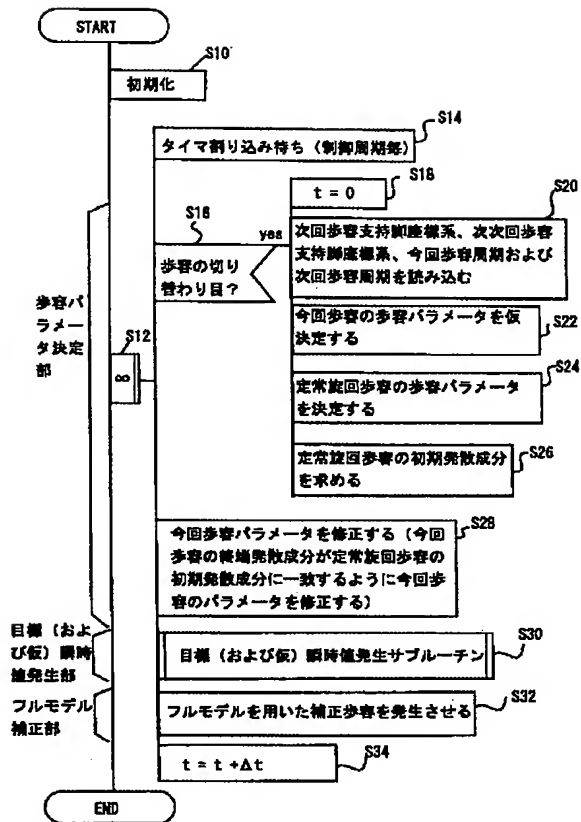 START
S10
初期化
S14
タイマ割り込み待ち（制御周期毎）
S18
t = 0
S20
S16
yes
次回歩容支持脚座標系、次次回歩容
支持脚座標系、今回歩容周期および
次回歩容周期を読み込む
歩容の切り
替わり目？
歩容パ
ラメー
タ決定
部
S12
∞
S22
今回歩容の歩容パラメータを仮
決定する
S24
定常旋回歩容の歩容パラメータ
を決定する
S26
定常旋回歩容の初期発散成分
を求める
S28
今回歩容パラメータを修正する（今回
歩容の終端発散成分が定常旋回歩容の
初期発散成分に一致するように今回歩
容のパラメータを修正する）
目標（およ
び仮）瞬時
値発生部
S30
目標（および仮）瞬時値発生サブルーチン
フルモデル
補正部
S32
フルモデルを用いた補正歩容を発生させる
S34
t = t +Δt
END